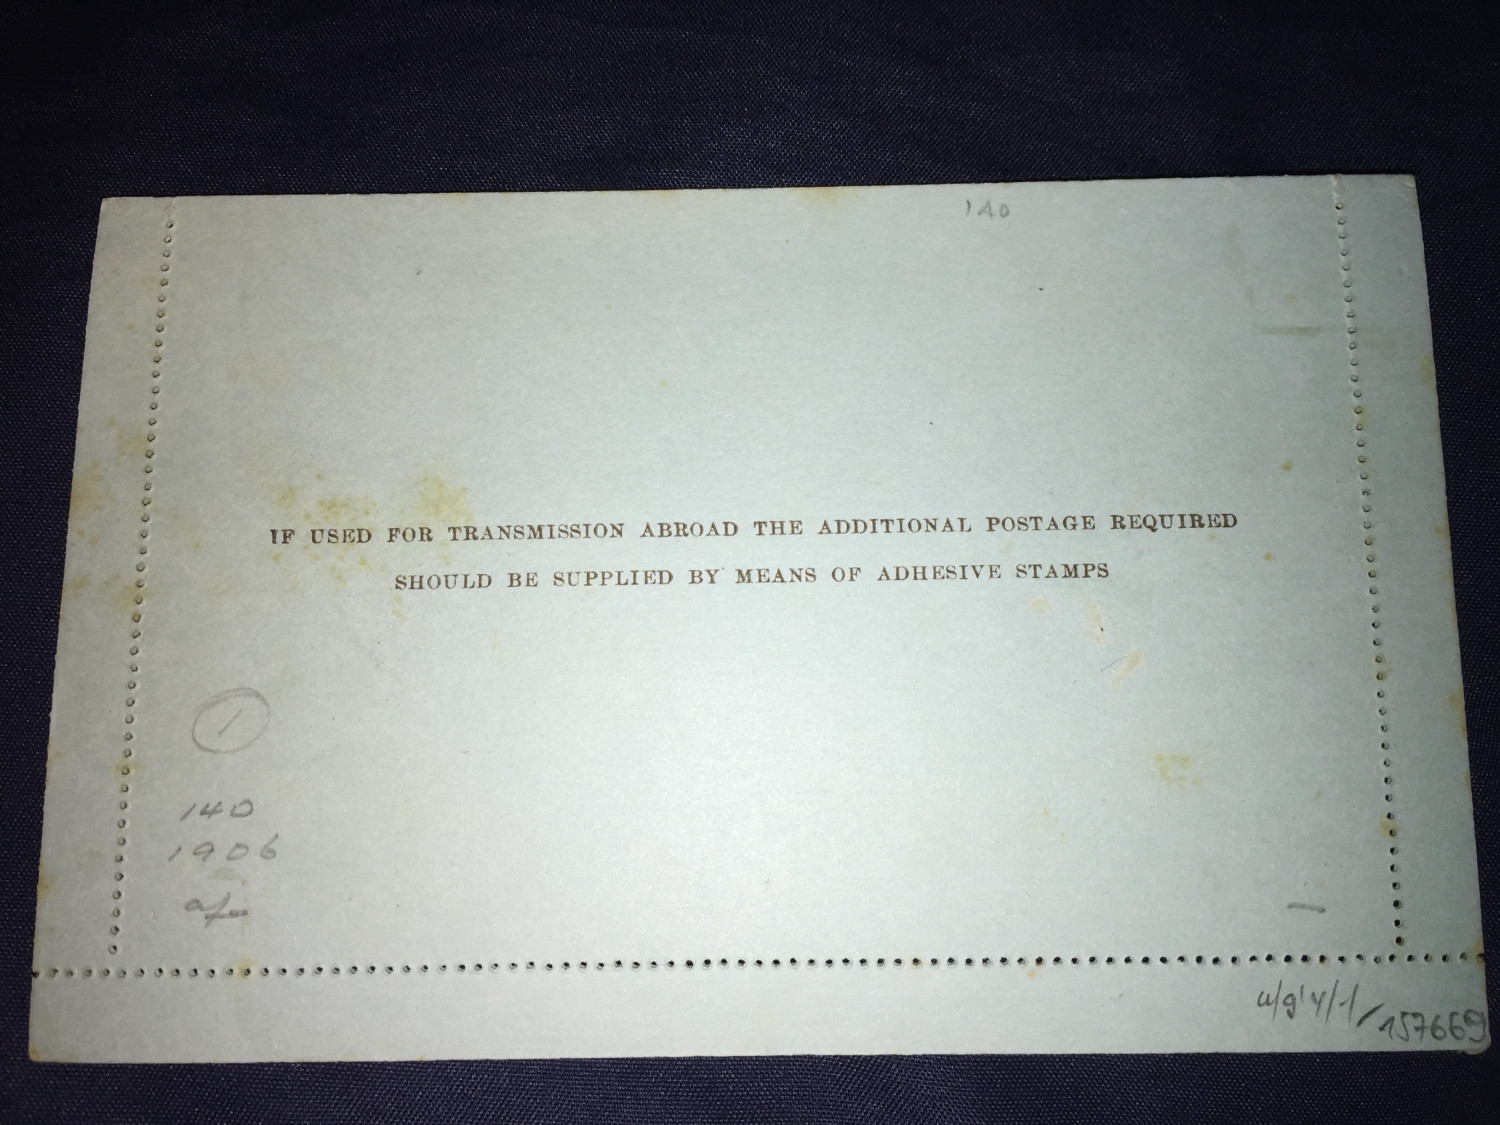 140
IF USED FOR TRANSMISSION ABROAD THE ADDITIONAL POSTAGE REQUIRED
SHOULD BE SUPPLIED BY MEANS OF ADHESIVE STAMPS
1
140
1906
157669